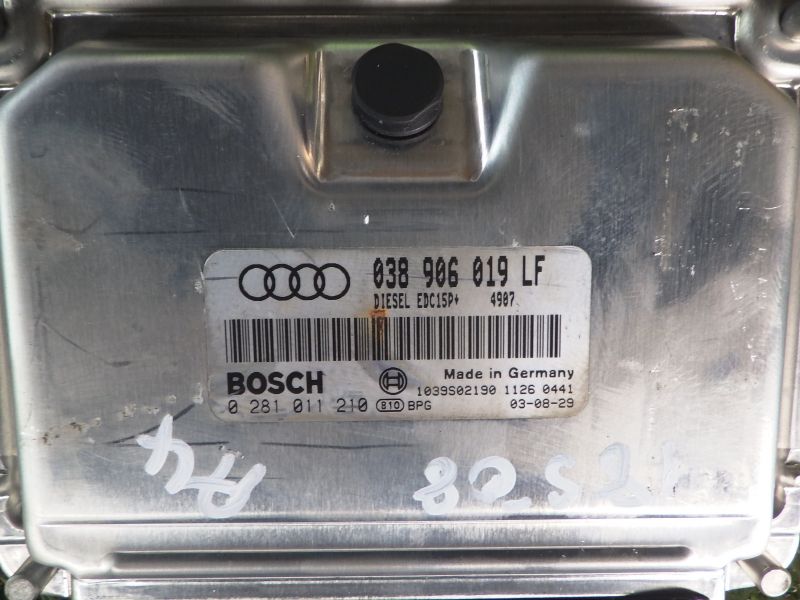 038 906 019 LF
DIESEL EDC15P+ 4907
BOSCH
Made in Germany
1039S02190 1126 0441
0 281 011 210 810 BPG 03-08-29